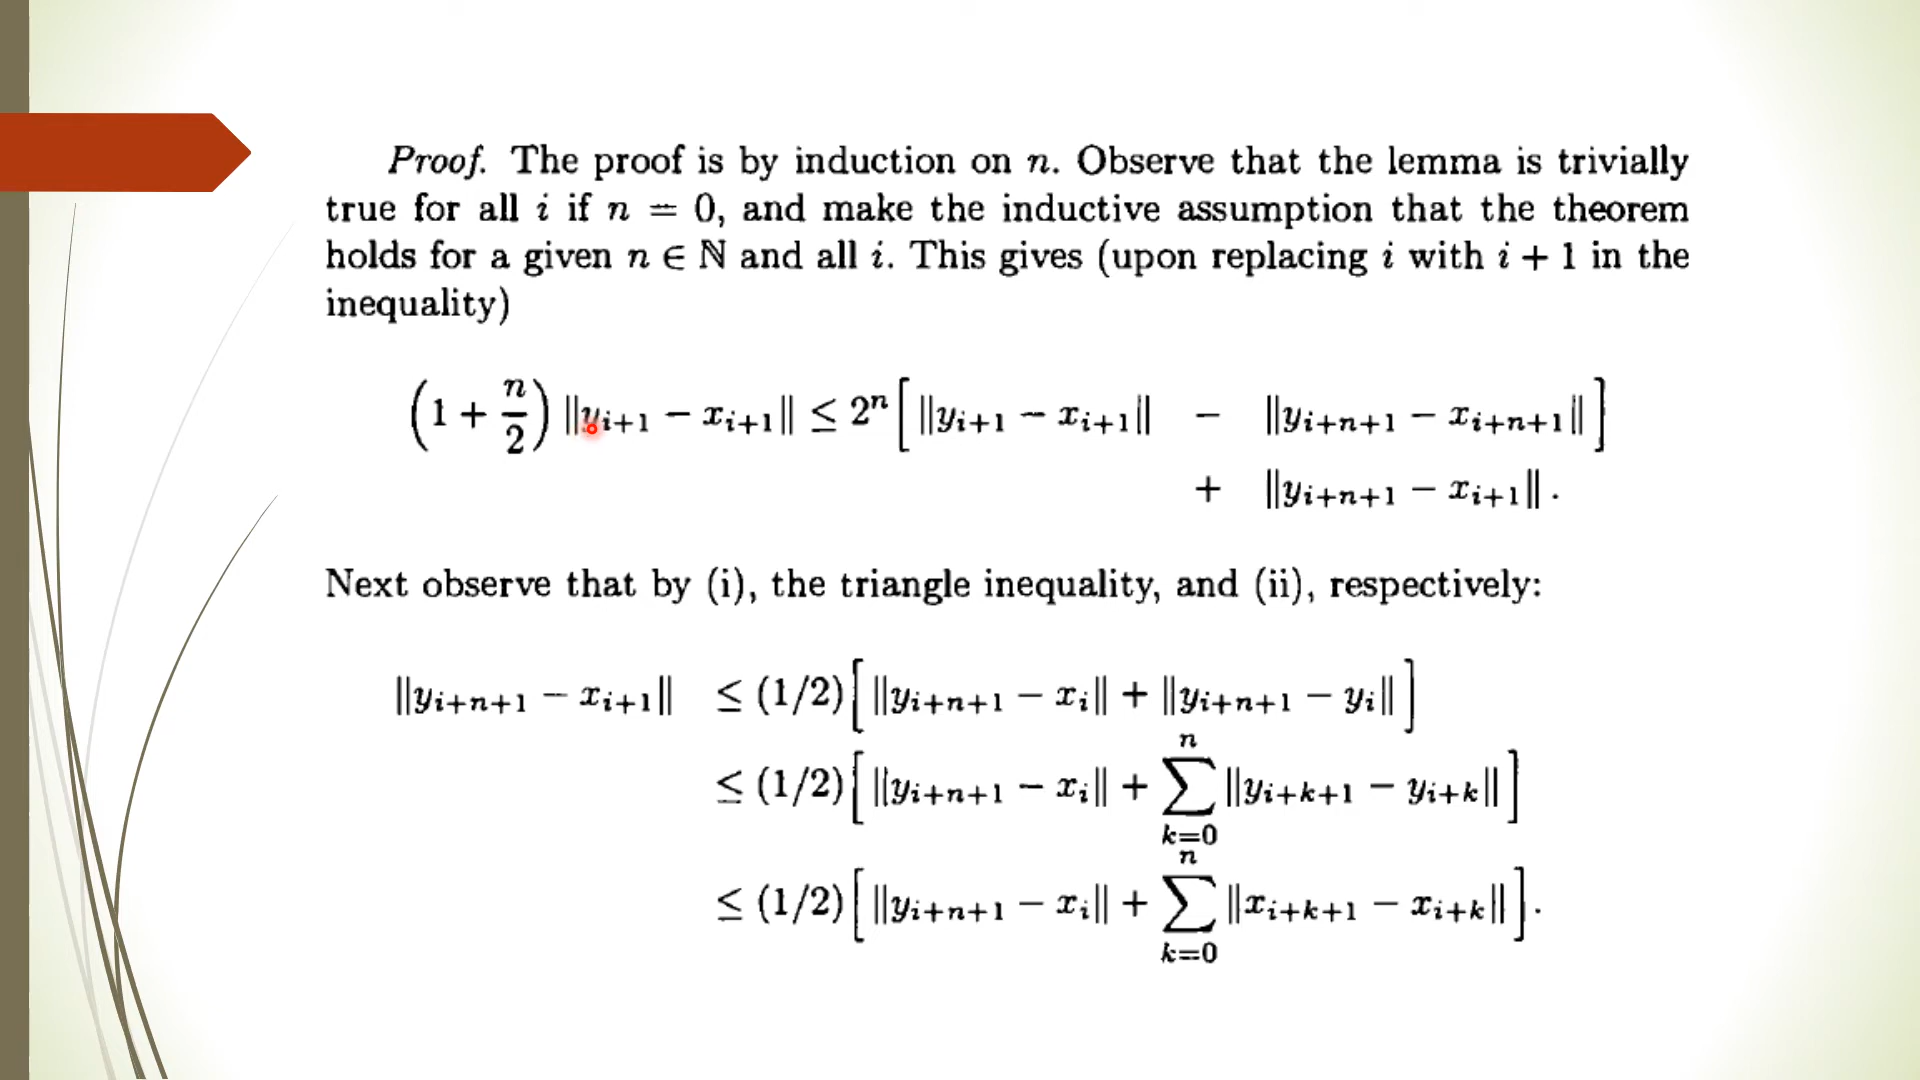 Proof. The proof is by induction on n. Observe that the lemma is trivially
true for all i if n = 0, and make the inductive assumption that the theorem
holds for a given n ∈ ℕ and all i. This gives (upon replacing i with i + 1 in the
inequality)
(1 + n/2) ||y_{i+1} − x_{i+1}|| ≤ 2^n [ ||y_{i+1} − x_{i+1}|| − ||y_{i+n+1} − x_{i+n+1}|| ]
+ ||y_{i+n+1} − x_{i+1}|| .
Next observe that by (i), the triangle inequality, and (ii), respectively:
||y_{i+n+1} − x_{i+1}|| ≤ (1/2) [ ||y_{i+n+1} − x_i|| + ||y_{i+n+1} − y_i|| ]
≤ (1/2) [ ||y_{i+n+1} − x_i|| + ∑_{k=0}^{n} ||y_{i+k+1} − y_{i+k}|| ]
≤ (1/2) [ ||y_{i+n+1} − x_i|| + ∑_{k=0}^{n} ||x_{i+k+1} − x_{i+k}|| ] .